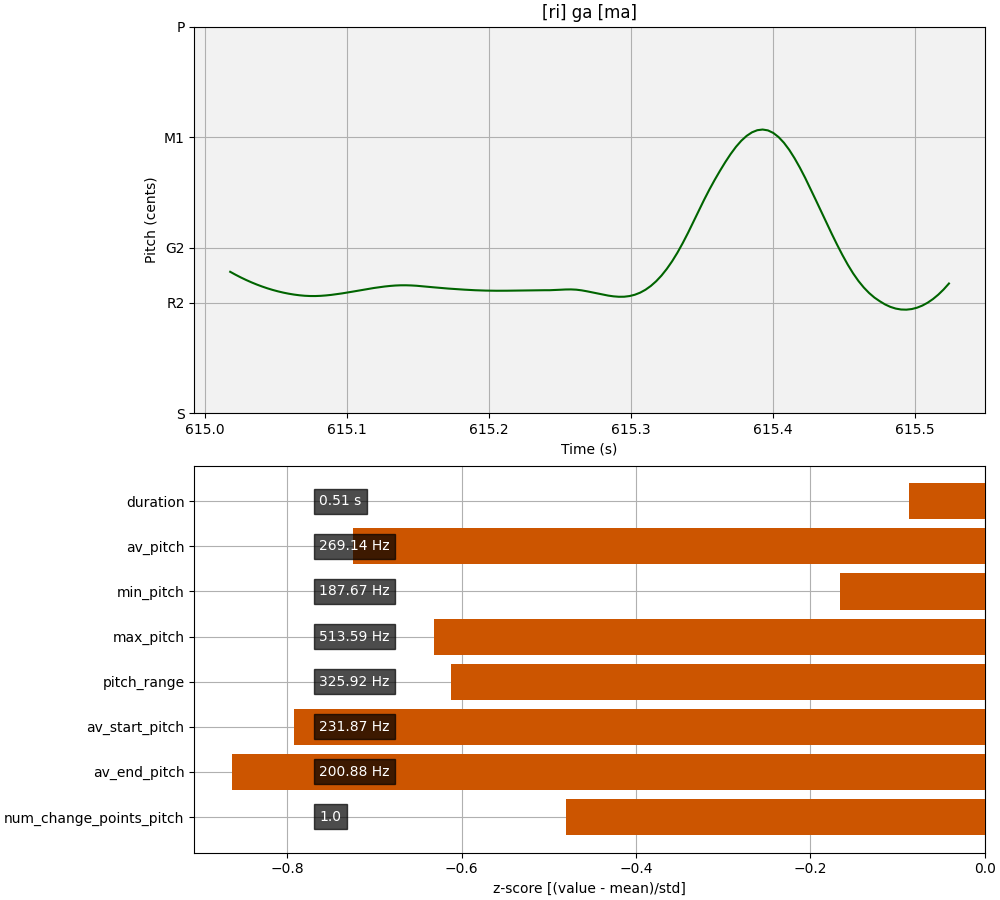 [ri] ga [ma]
P
M1
G2
R2
S
Pitch (cents)
615.0 615.1 615.2 615.3 615.4 615.5
Time (s)
duration 0.51 s
av_pitch 269.14 Hz
min_pitch 187.67 Hz
max_pitch 513.59 Hz
pitch_range 325.92 Hz
av_start_pitch 231.87 Hz
av_end_pitch 200.88 Hz
num_change_points_pitch 1.0
−0.8 −0.6 −0.4 −0.2 0.0
z-score [(value - mean)/std]